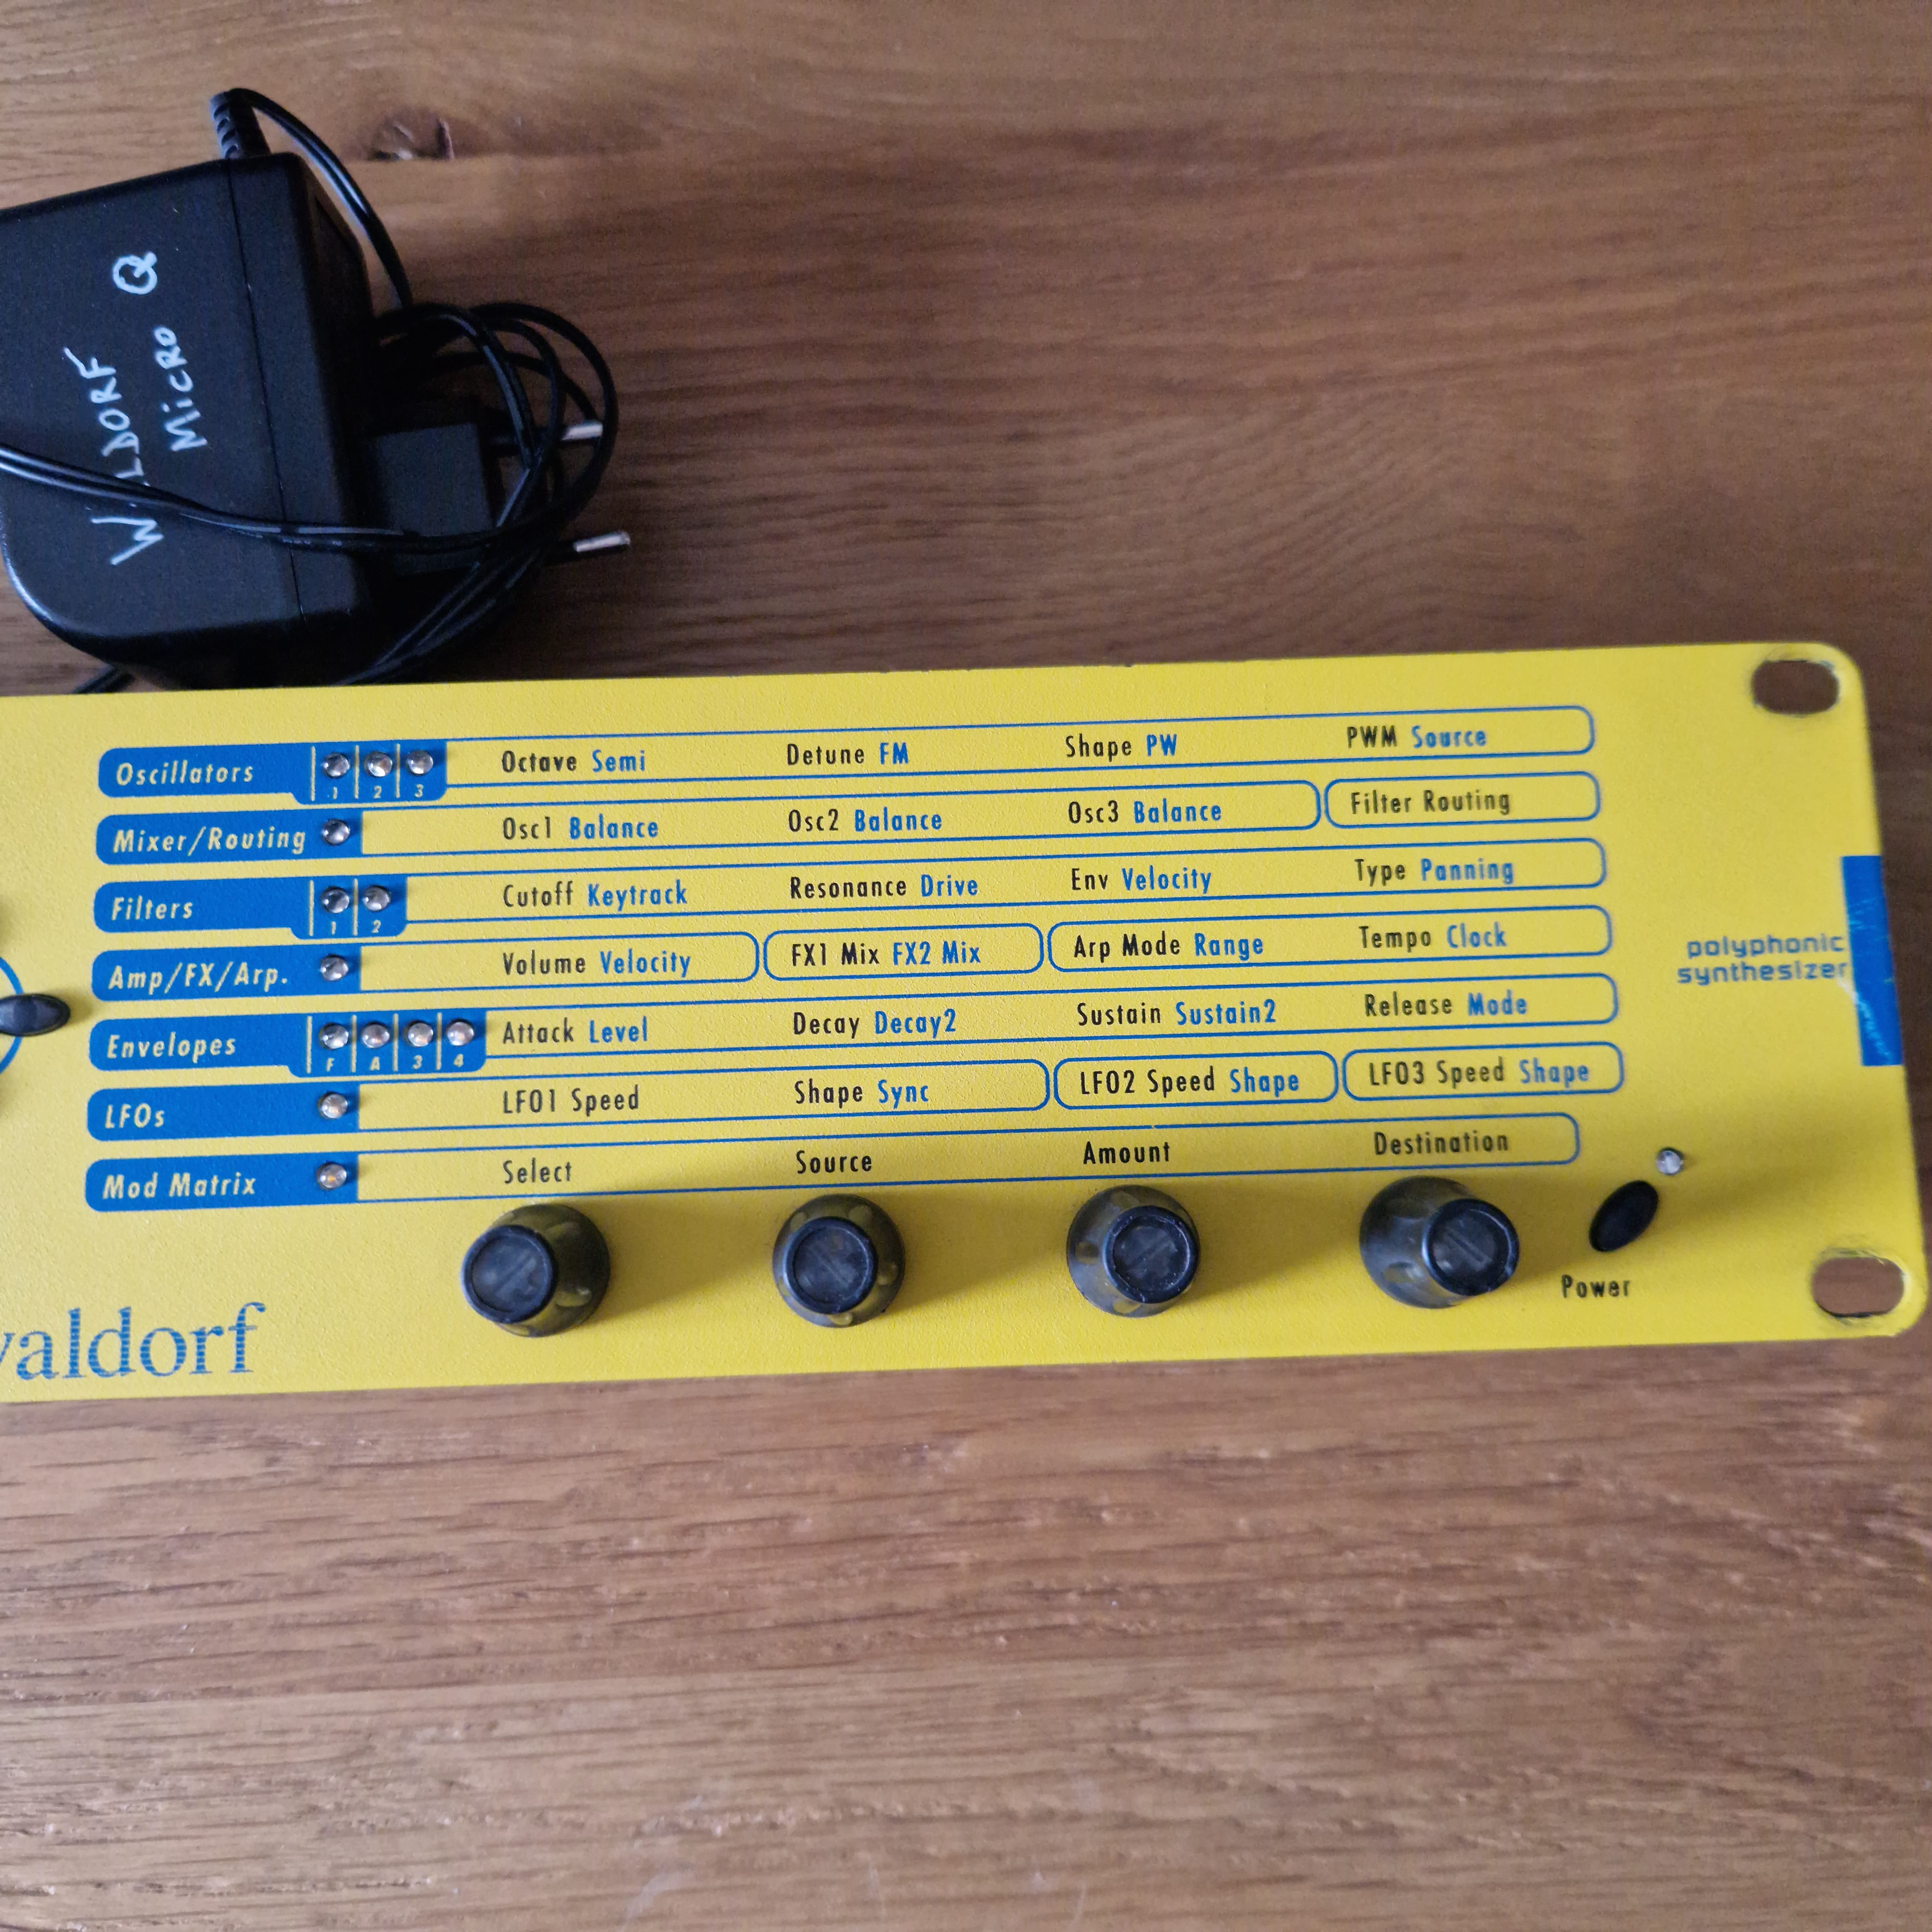 WALDORF
MICRO Q
Oscillators 1 2 3 Octave Semi Detune FM Shape PW PWM Source
Mixer/Routing Osc1 Balance Osc2 Balance Osc3 Balance Filter Routing
Filters 1 2 Cutoff Keytrack Resonance Drive Env Velocity Type Panning
Amp/FX/Arp. Volume Velocity FX1 Mix FX2 Mix Arp Mode Range Tempo Clock
polyphonic
synthesizer
Envelopes F A 3 4 Attack Level Decay Decay2 Sustain Sustain2 Release Mode
LFOs LFO1 Speed Shape Sync LFO2 Speed Shape LFO3 Speed Shape
Mod Matrix Select Source Amount Destination
Power
waldorf